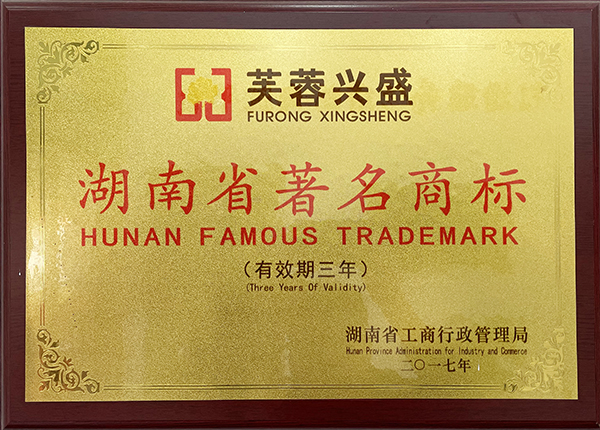 芙蓉兴盛
FURONG XINGSHENG
湖南省著名商标
HUNAN FAMOUS TRADEMARK
（有效期三年）
(Three Years Of Validity)
湖南省工商行政管理局
Hunan Province Administration for Industry and Commerce
二〇一七年